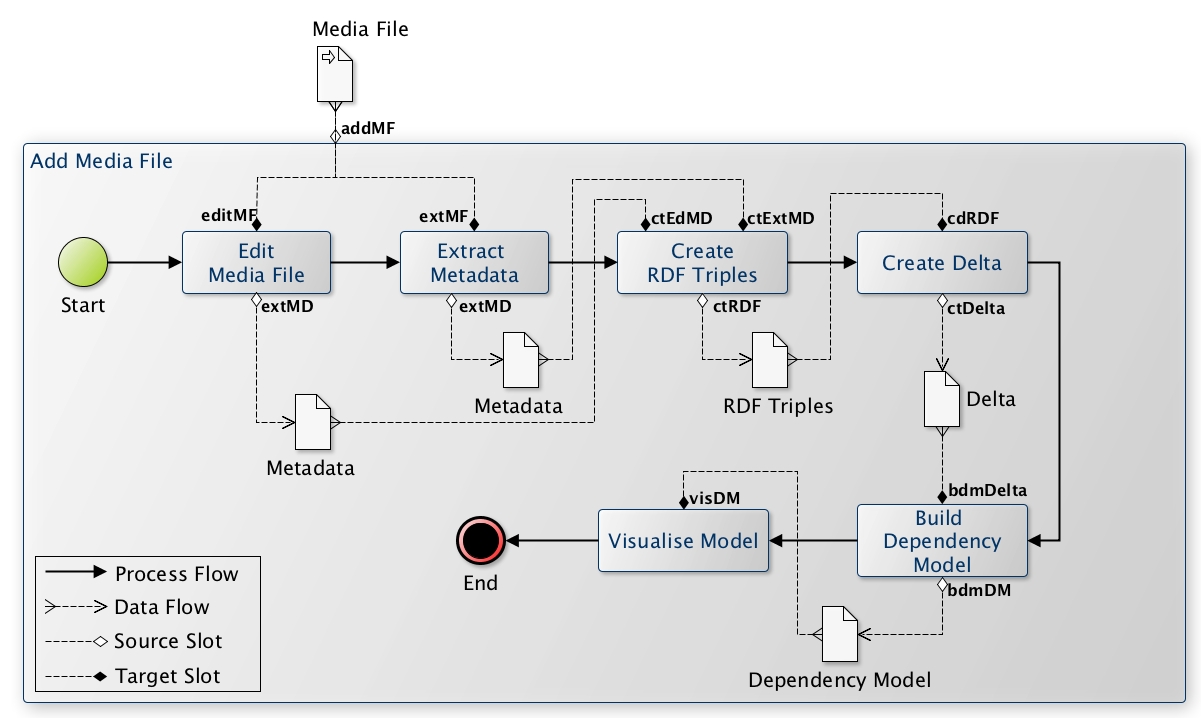 Media File
addMF
Add Media File
editMF
extMF
ctEdMD
ctExtMD
cdRDF
Start
Edit
Media File
Extract
Metadata
Create
RDF Triples
Create Delta
extMD
extMD
ctRDF
ctDelta
Metadata
RDF Triples
Delta
Metadata
bdmDelta
visDM
End
Visualise Model
Build
Dependency
Model
bdmDM
Dependency Model
Process Flow
Data Flow
Source Slot
Target Slot